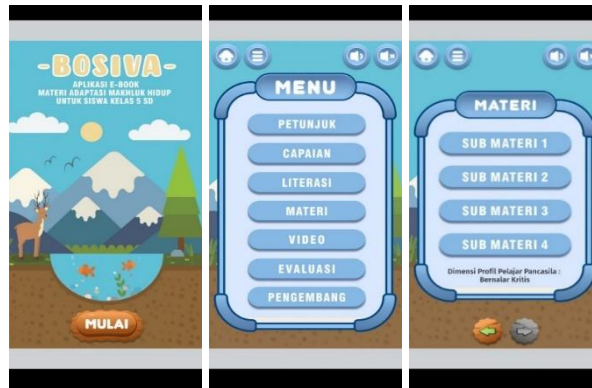 -BOSIVA-
APLIKASI E-BOOK
MATERI ADAPTASI MAKHLUK HIDUP
UNTUK SISWA KELAS 5 SD
MULAI
MENU
PETUNJUK
CAPAIAN
LITERASI
MATERI
VIDEO
EVALUASI
PENGEMBANG
MATERI
SUB MATERI 1
SUB MATERI 2
SUB MATERI 3
SUB MATERI 4
Dimensi Profil Pelajar Pancasila :
Bernalar Kritis